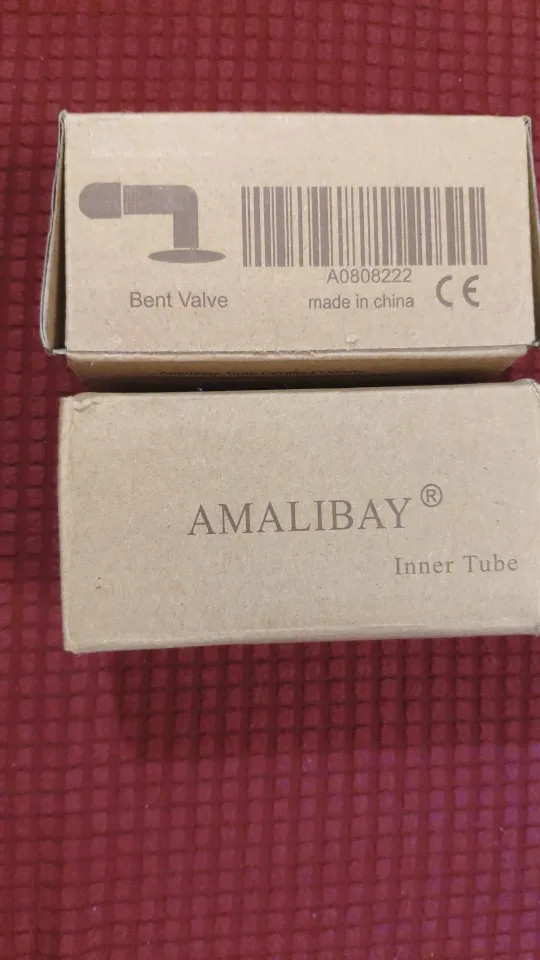 A0808222
Bent Valve
made in china
CE
AMALIBAY®
Inner Tube